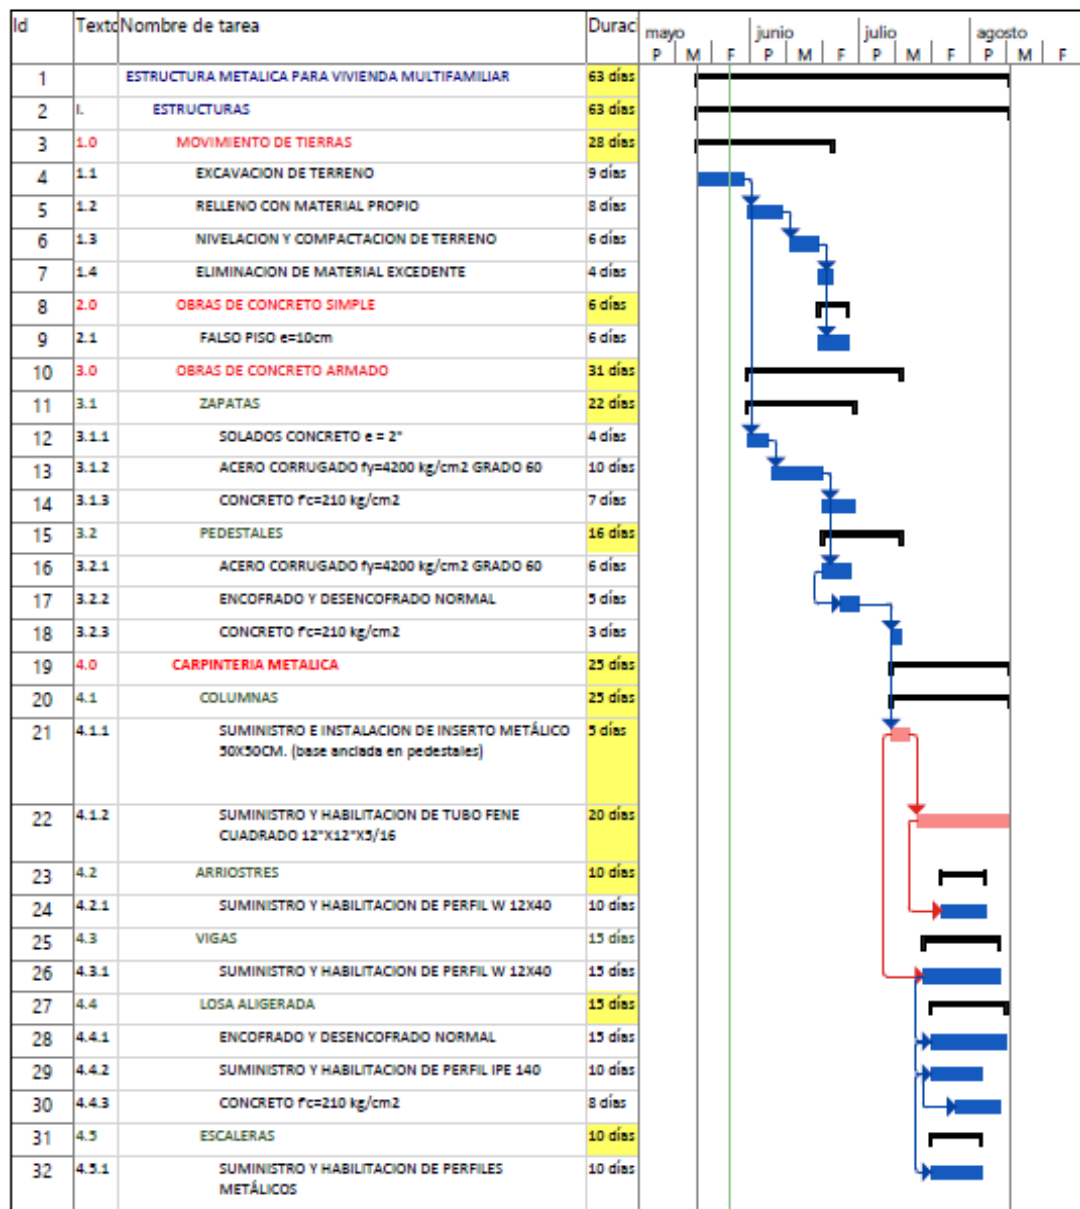 Id Texto Nombre de tarea Durac mayo junio julio agosto
P M F P M F P M F P M F
1 ESTRUCTURA METALICA PARA VIVIENDA MULTIFAMILIAR 63 días
2 I. ESTRUCTURAS 63 días
3 1.0 MOVIMIENTO DE TIERRAS 28 días
4 1.1 EXCAVACION DE TERRENO 9 días
5 1.2 RELLENO CON MATERIAL PROPIO 8 días
6 1.3 NIVELACION Y COMPACTACION DE TERRENO 6 días
7 1.4 ELIMINACION DE MATERIAL EXCEDENTE 4 días
8 2.0 OBRAS DE CONCRETO SIMPLE 6 días
9 2.1 FALSO PISO e=10cm 6 días
10 3.0 OBRAS DE CONCRETO ARMADO 31 días
11 3.1 ZAPATAS 22 días
12 3.1.1 SOLADOS CONCRETO e = 2" 4 días
13 3.1.2 ACERO CORRUGADO fy=4200 kg/cm2 GRADO 60 10 días
14 3.1.3 CONCRETO f'c=210 kg/cm2 7 días
15 3.2 PEDESTALES 16 días
16 3.2.1 ACERO CORRUGADO fy=4200 kg/cm2 GRADO 60 6 días
17 3.2.2 ENCOFRADO Y DESENCOFRADO NORMAL 5 días
18 3.2.3 CONCRETO f'c=210 kg/cm2 3 días
19 4.0 CARPINTERIA METALICA 25 días
20 4.1 COLUMNAS 25 días
21 4.1.1 SUMINISTRO E INSTALACION DE INSERTO METÁLICO 5 días
50X50CM. (base anclada en pedestales)
22 4.1.2 SUMINISTRO Y HABILITACION DE TUBO FENE 20 días
CUADRADO 12"X12"X5/16
23 4.2 ARRIOSTRES 10 días
24 4.2.1 SUMINISTRO Y HABILITACION DE PERFIL W 12X40 10 días
25 4.3 VIGAS 15 días
26 4.3.1 SUMINISTRO Y HABILITACION DE PERFIL W 12X40 15 días
27 4.4 LOSA ALIGERADA 15 días
28 4.4.1 ENCOFRADO Y DESENCOFRADO NORMAL 15 días
29 4.4.2 SUMINISTRO Y HABILITACION DE PERFIL IPE 140 10 días
30 4.4.3 CONCRETO f'c=210 kg/cm2 8 días
31 4.5 ESCALERAS 10 días
32 4.5.1 SUMINISTRO Y HABILITACION DE PERFILES 10 días
METÁLICOS